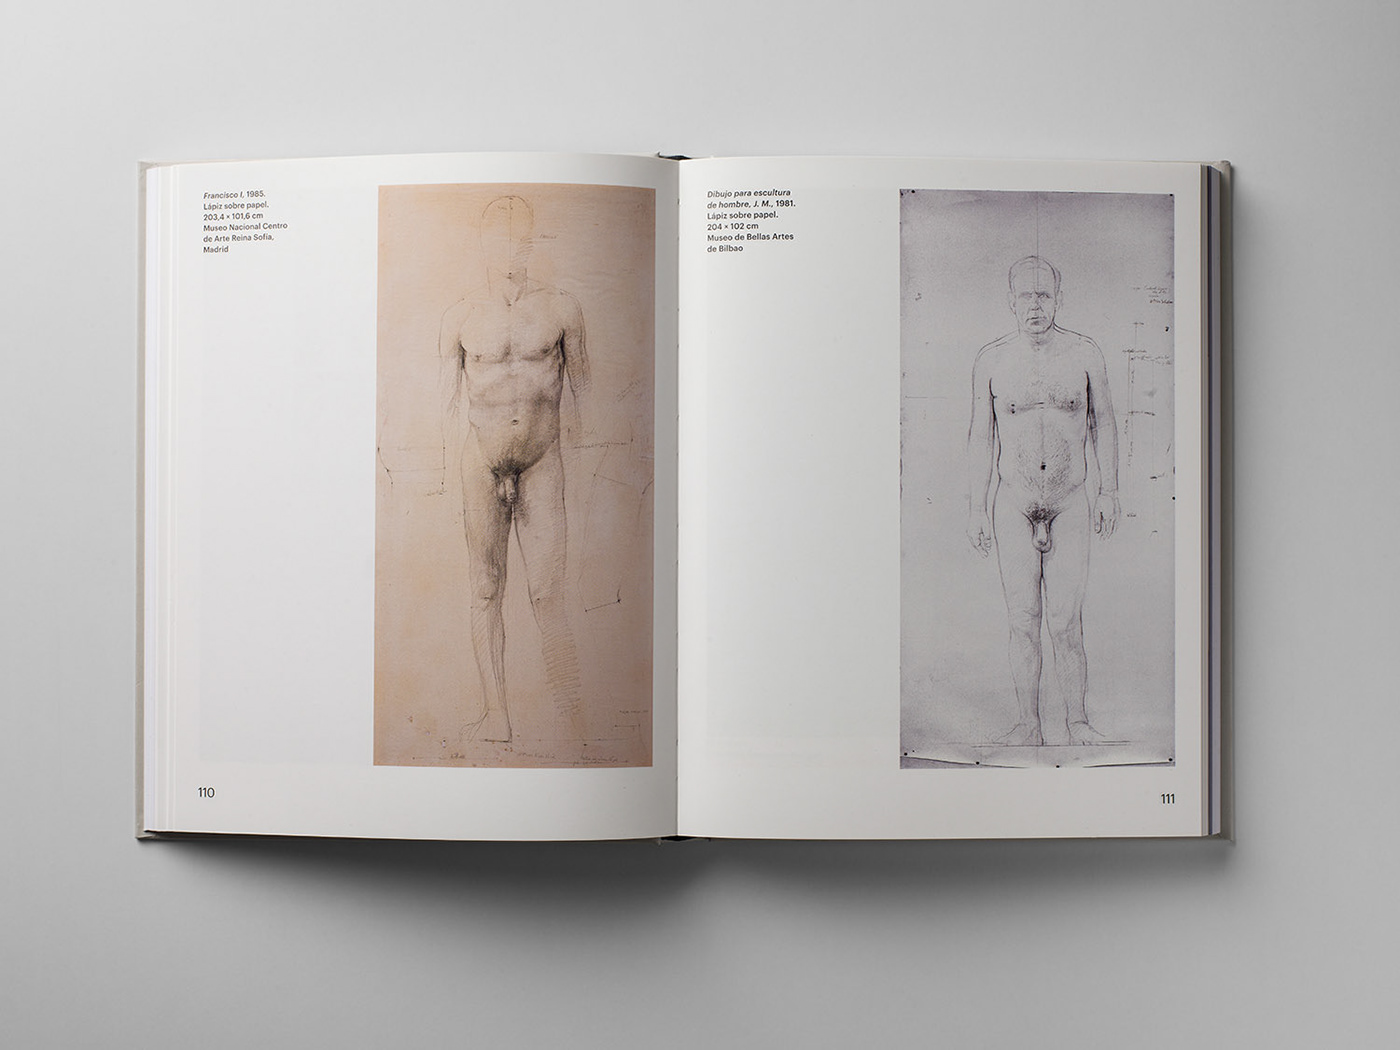 Francisco I, 1985.
Lápiz sobre papel.
203,4 × 101,6 cm
Museo Nacional Centro
de Arte Reina Sofía,
Madrid
110
Dibujo para escultura
de hombre, J. M., 1981.
Lápiz sobre papel.
204 × 102 cm
Museo de Bellas Artes
de Bilbao
111